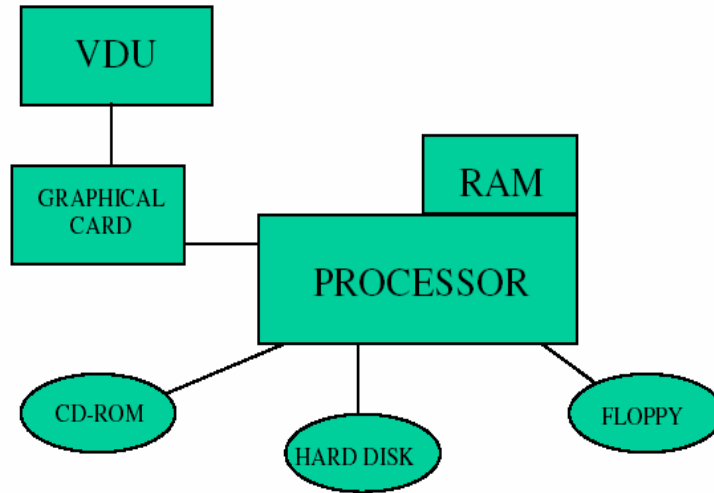 VDU
GRAPHICAL
CARD
RAM
PROCESSOR
CD-ROM
HARD DISK
FLOPPY